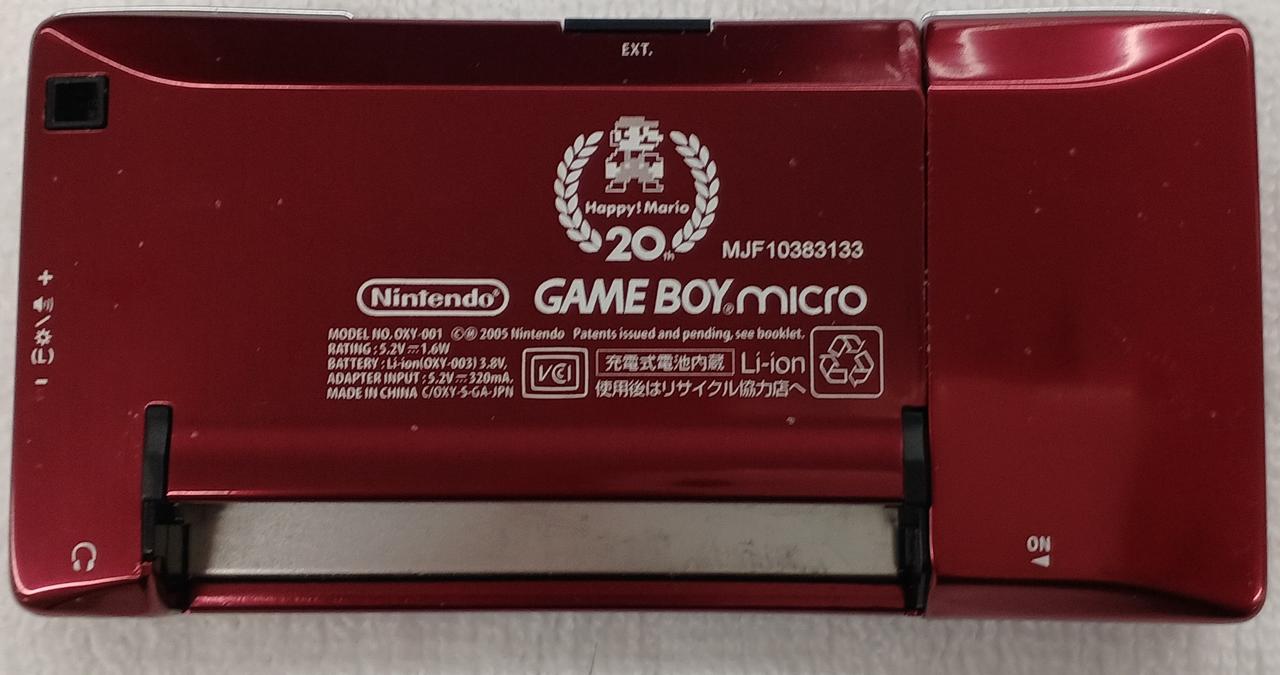 EXT.
Happy! Mario
20th
MJF10383133
Nintendo® GAME BOY® micro
MODEL NO. OXY-001 ©Ⓜ 2005 Nintendo Patents issued and pending, see booklet.
RATING : 5.2V⎓1.6W
BATTERY : Li-ion(OXY-003) 3.8V,
ADAPTER INPUT : 5.2V⎓320mA,
MADE IN CHINA C/OXY-S-GA-JPN
VCI
充電式電池内蔵 Li-ion
使用後はリサイクル協力店へ
+
(L)
−
ON